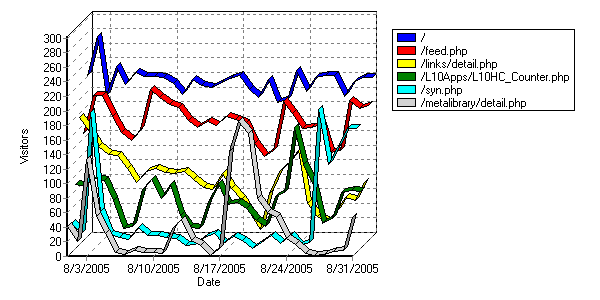 300
280
260
240
220
200
180
160
140
120
100
80
60
40
20
0
Visitors
8/3/2005 8/10/2005 8/17/2005 8/24/2005 8/31/2005
Date
/
/feed.php
/links/detail.php
/L10Apps/L10HC_Counter.php
/syn.php
/metalibrary/detail.php